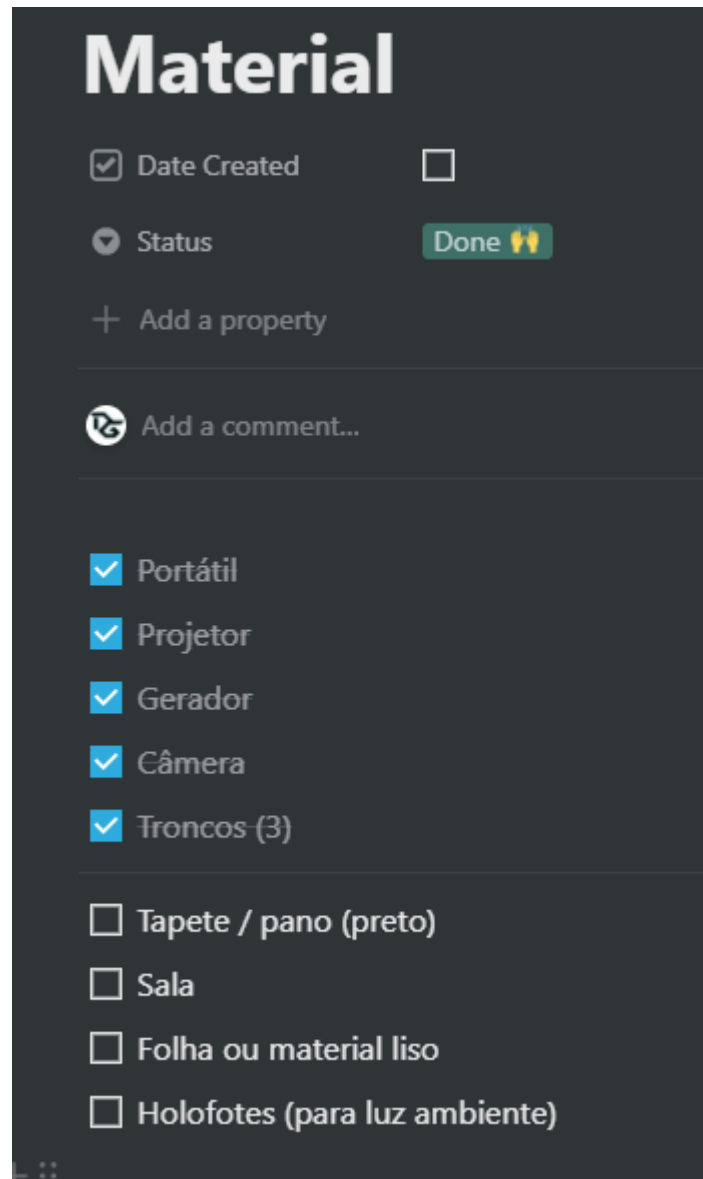 Material
Date Created
Status Done 🙌
Add a property
Add a comment...
Portátil
Projetor
Gerador
Câmera
Troncos (3)
Tapete / pano (preto)
Sala
Folha ou material liso
Holofotes (para luz ambiente)